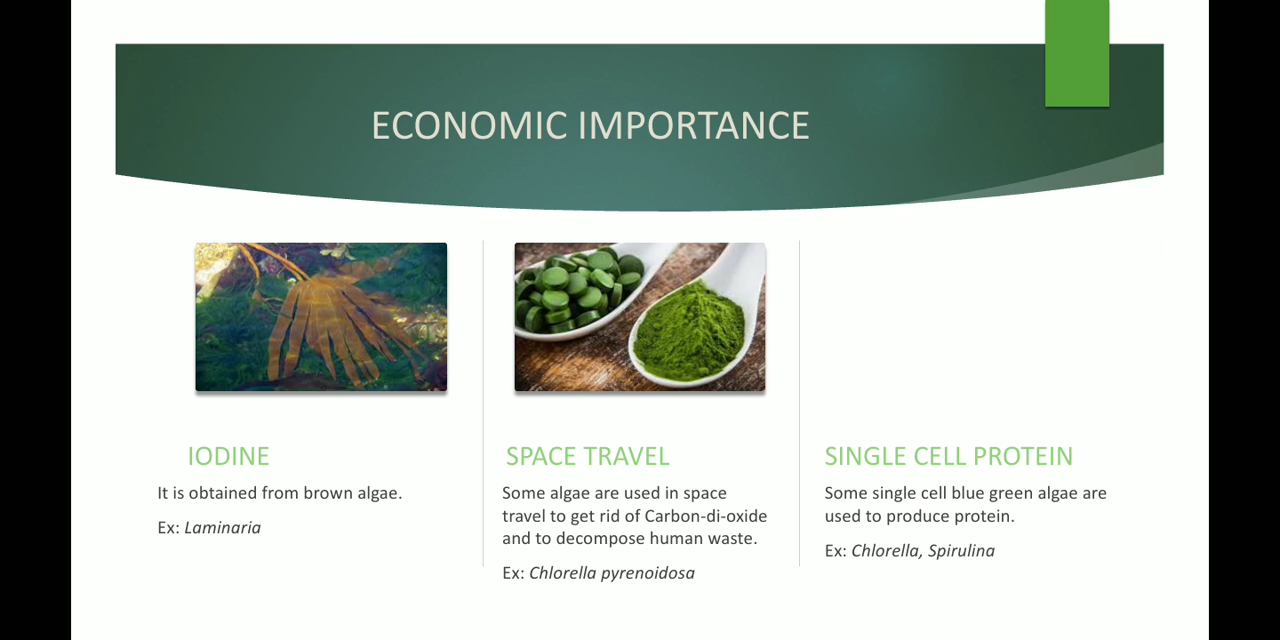 ECONOMIC IMPORTANCE
IODINE
It is obtained from brown algae.
Ex: Laminaria
SPACE TRAVEL
Some algae are used in space
travel to get rid of Carbon-di-oxide
and to decompose human waste.
Ex: Chlorella pyrenoidosa
SINGLE CELL PROTEIN
Some single cell blue green algae are
used to produce protein.
Ex: Chlorella, Spirulina